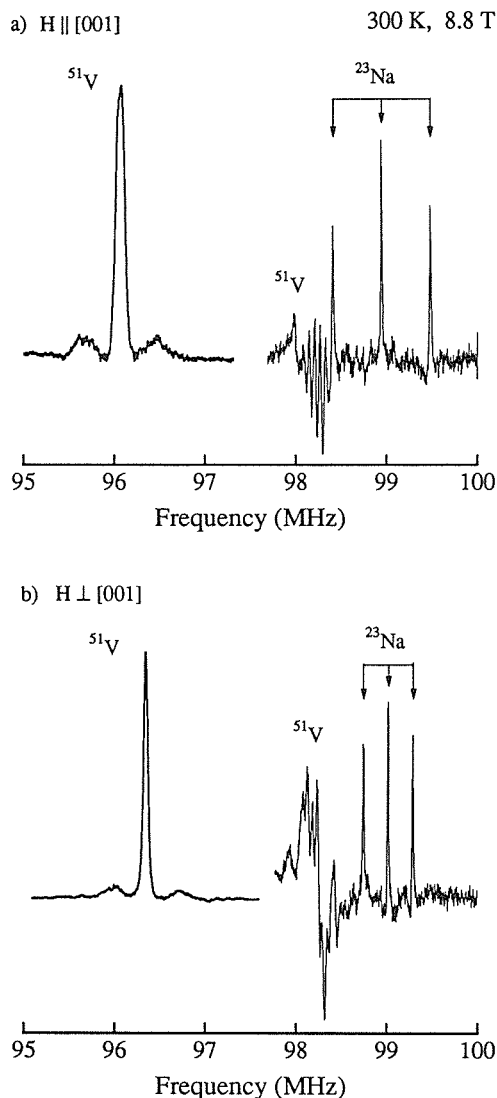 a) H || [001] 300 K, 8.8 T
⁵¹V ²³Na
⁵¹V
95 96 97 98 99 100
Frequency (MHz)
b) H ⊥ [001]
⁵¹V ²³Na
⁵¹V
95 96 97 98 99 100
Frequency (MHz)